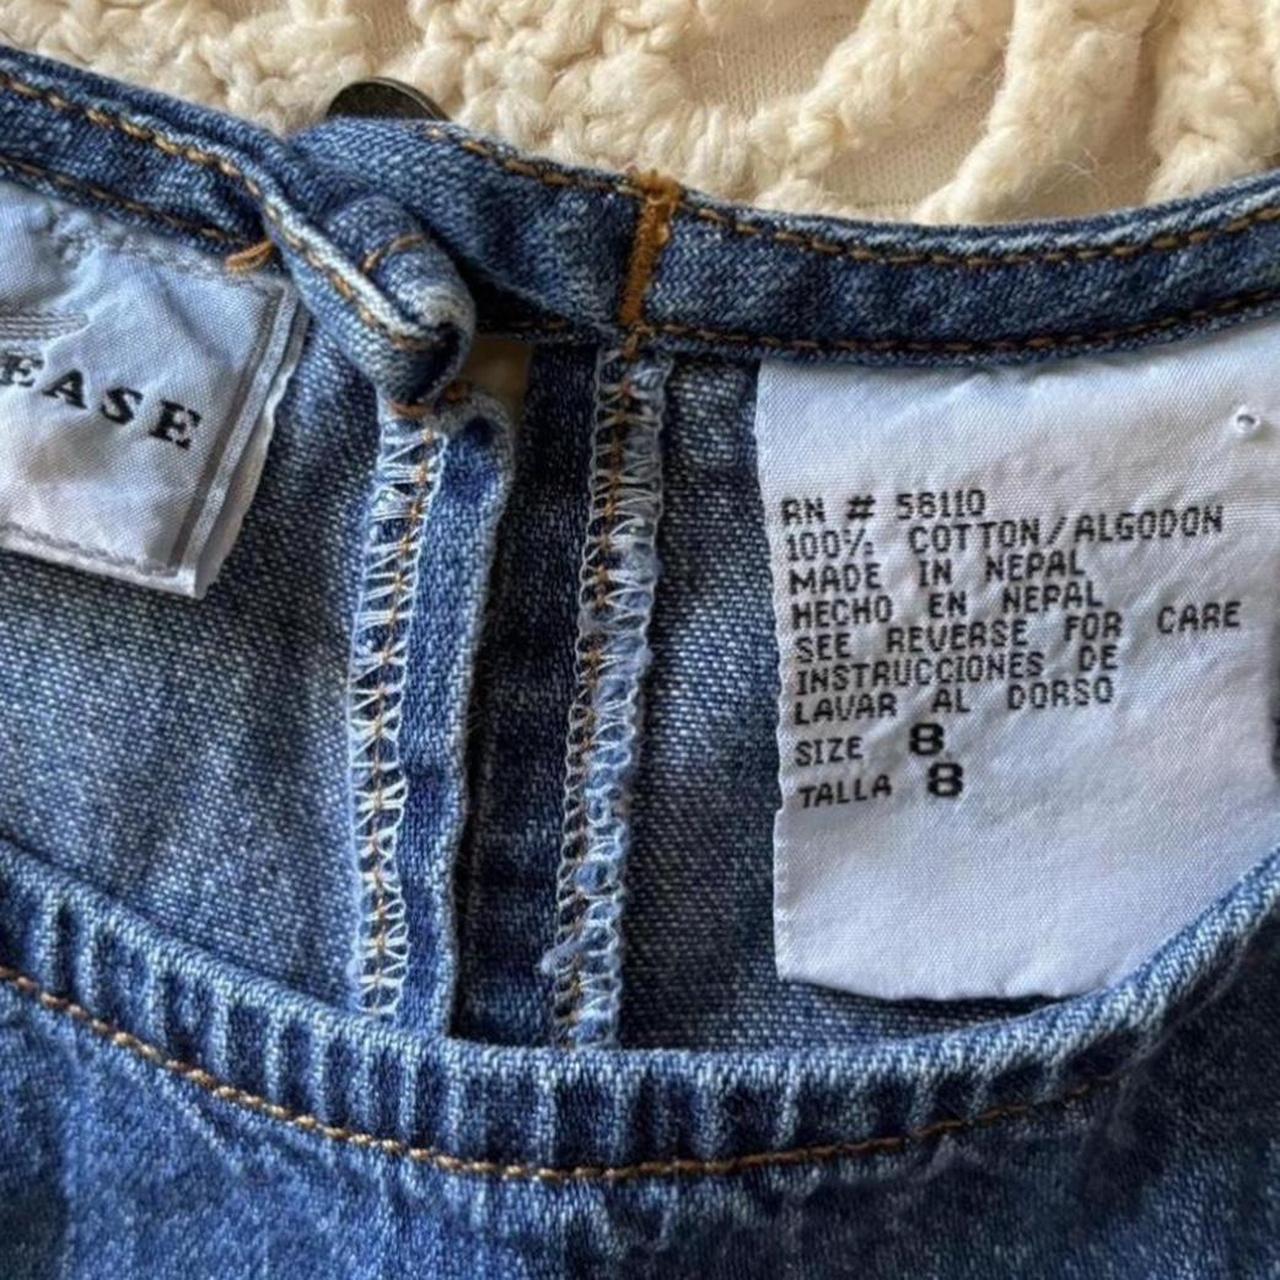 EASE
RN # 58110
100% COTTON/ALGODON
MADE IN NEPAL
HECHO EN NEPAL
SEE REVERSE FOR CARE
INSTRUCCIONES DE
LAVAR AL DORSO
SIZE 8
TALLA 8